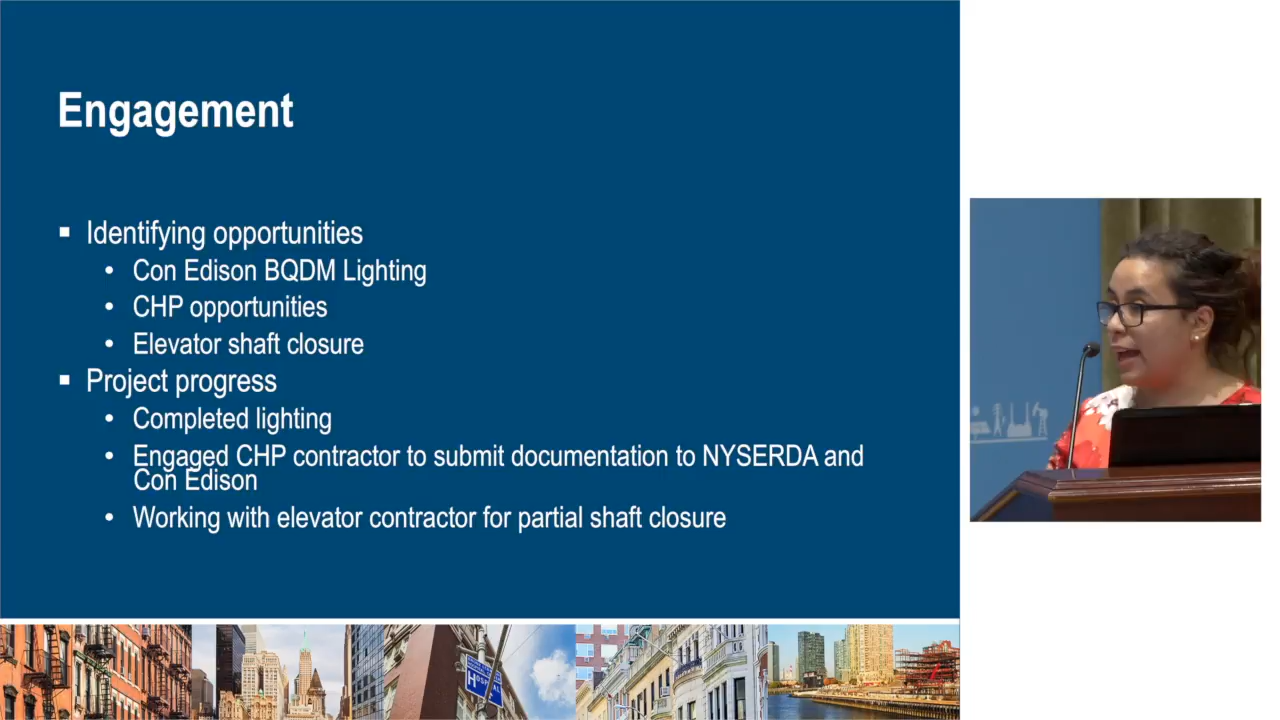 Engagement
▪ Identifying opportunities
• Con Edison BQDM Lighting
• CHP opportunities
• Elevator shaft closure
▪ Project progress
• Completed lighting
• Engaged CHP contractor to submit documentation to NYSERDA and
Con Edison
• Working with elevator contractor for partial shaft closure